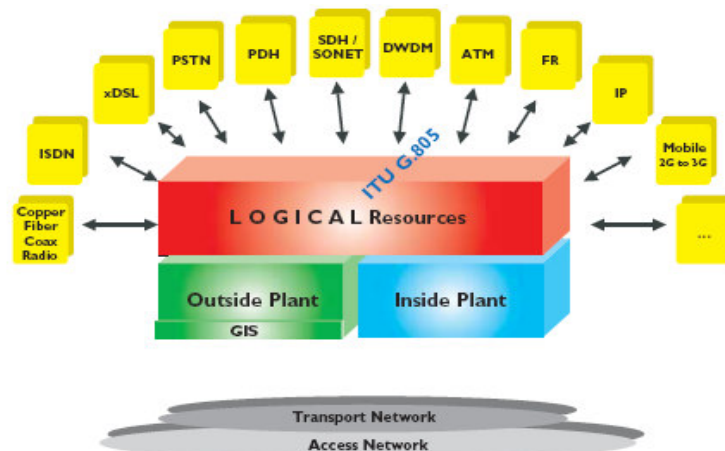 SDH /
SONET
DWDM
PDH
ATM
PSTN
FR
xDSL
IP
ISDN
Mobile
2G to 3G
ITU G.805
Copper
Fiber
Coax
Radio
L O G I C A L Resources
...
Outside Plant
Inside Plant
GIS
Transport Network
Access Network